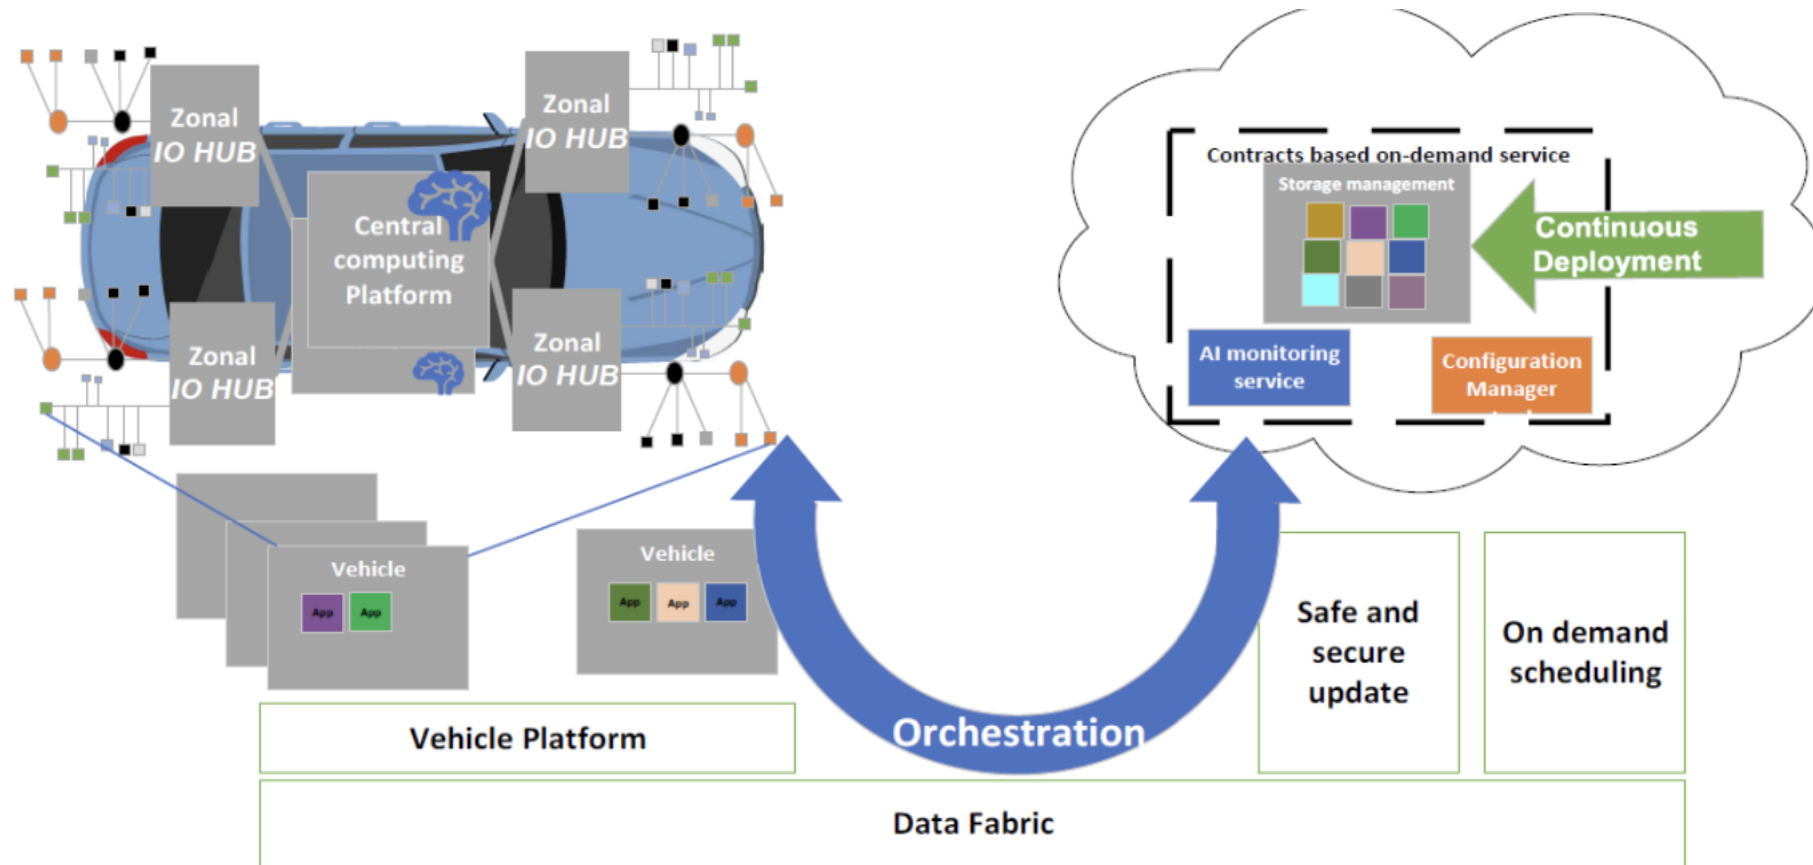 Zonal
IO HUB
Zonal
IO HUB
Central
computing
Platform
Zonal
IO HUB
Zonal
IO HUB
Contracts based on-demand service
Storage management
Continuous
Deployment
AI monitoring
service
Configuration
Manager
Vehicle
App
App
Vehicle
App
App
App
Safe and
secure
update
On demand
scheduling
Orchestration
Vehicle Platform
Data Fabric